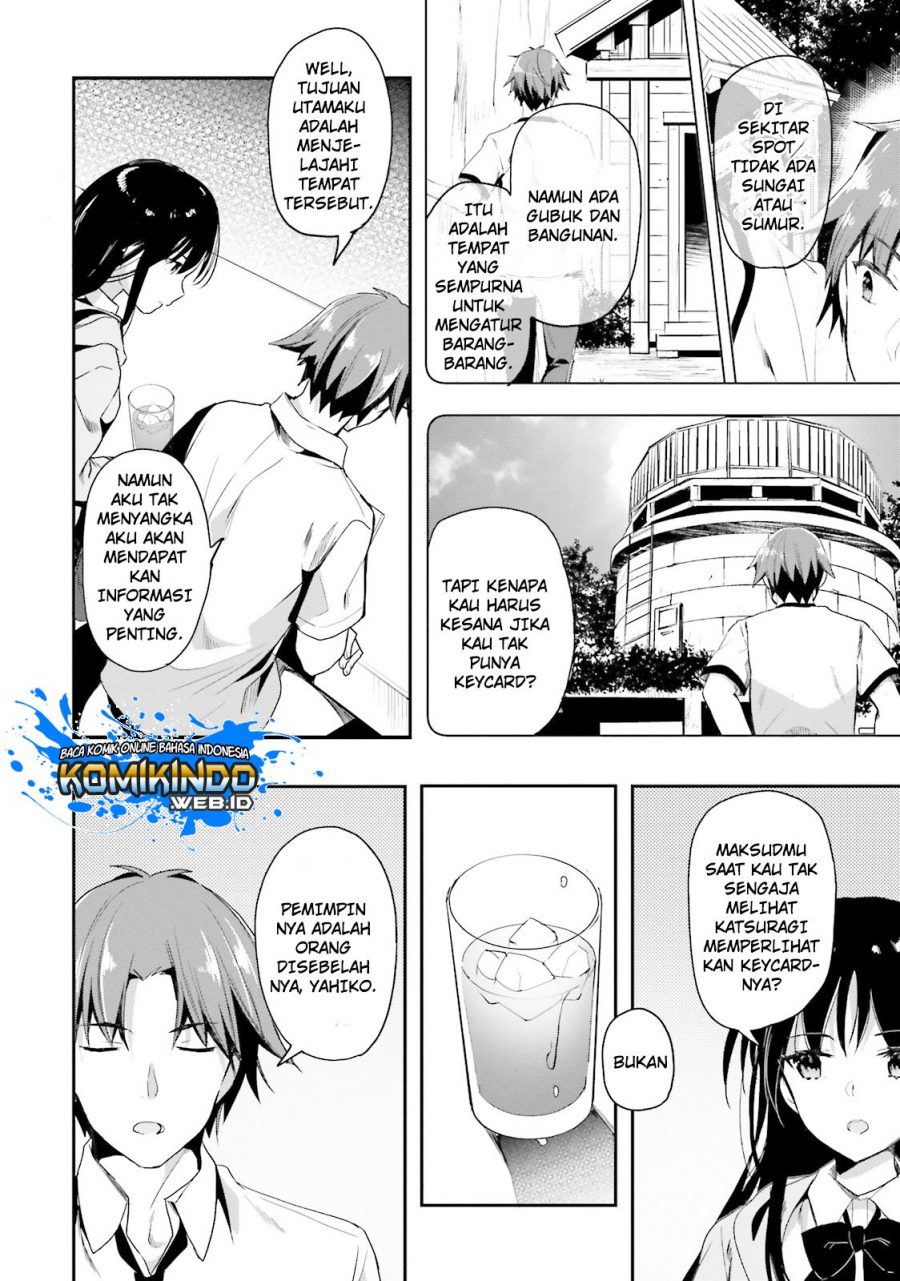 DI
SEKITAR
SPOT
TIDAK ADA
SUNGAI
ATAU
SUMUR.
NAMUN ADA
GUBUK DAN
BANGUNAN.
ITU
ADALAH
TEMPAT
YANG
SEMPURNA
UNTUK
MENGATUR
BARANG-
BARANG.
TAPI KENAPA
KAU HARUS
KESANA JIKA
KAU TAK
PUNYA
KEYCARD?
WELL,
TUJUAN
UTAMAKU
ADALAH
MENJE-
LAJAHI
TEMPAT
TERSEBUT.
NAMUN
AKU TAK
MENYANGKA
AKU AKAN
MENDAPAT
KAN
INFORMASI
YANG
PENTING.
BACA KOMIK ONLINE BAHASA INDONESIA
KOMIKINDO
.WEB.ID
MAKSUDMU
SAAT KAU TAK
SENGAJA
MELIHAT
KATSURAGI
MEMPERLIHAT
KAN KEYCARD-
NYA?
BUKAN
PEMIMPIN
NYA ADALAH
ORANG
DISEBELAH
NYA, YAHIKO.